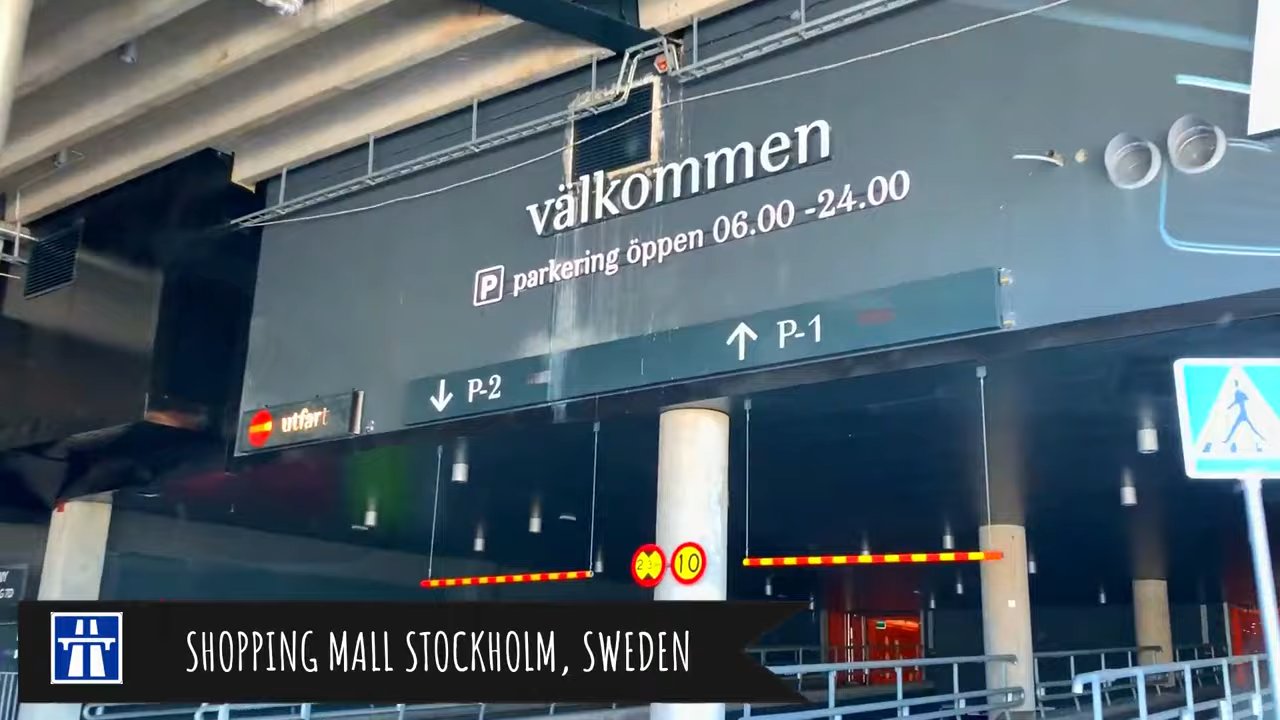 välkommen
P parkering öppen 06.00 -24.00
↑ P-1
↓ P-2
utfart
10
SHOPPING MALL STOCKHOLM, SWEDEN